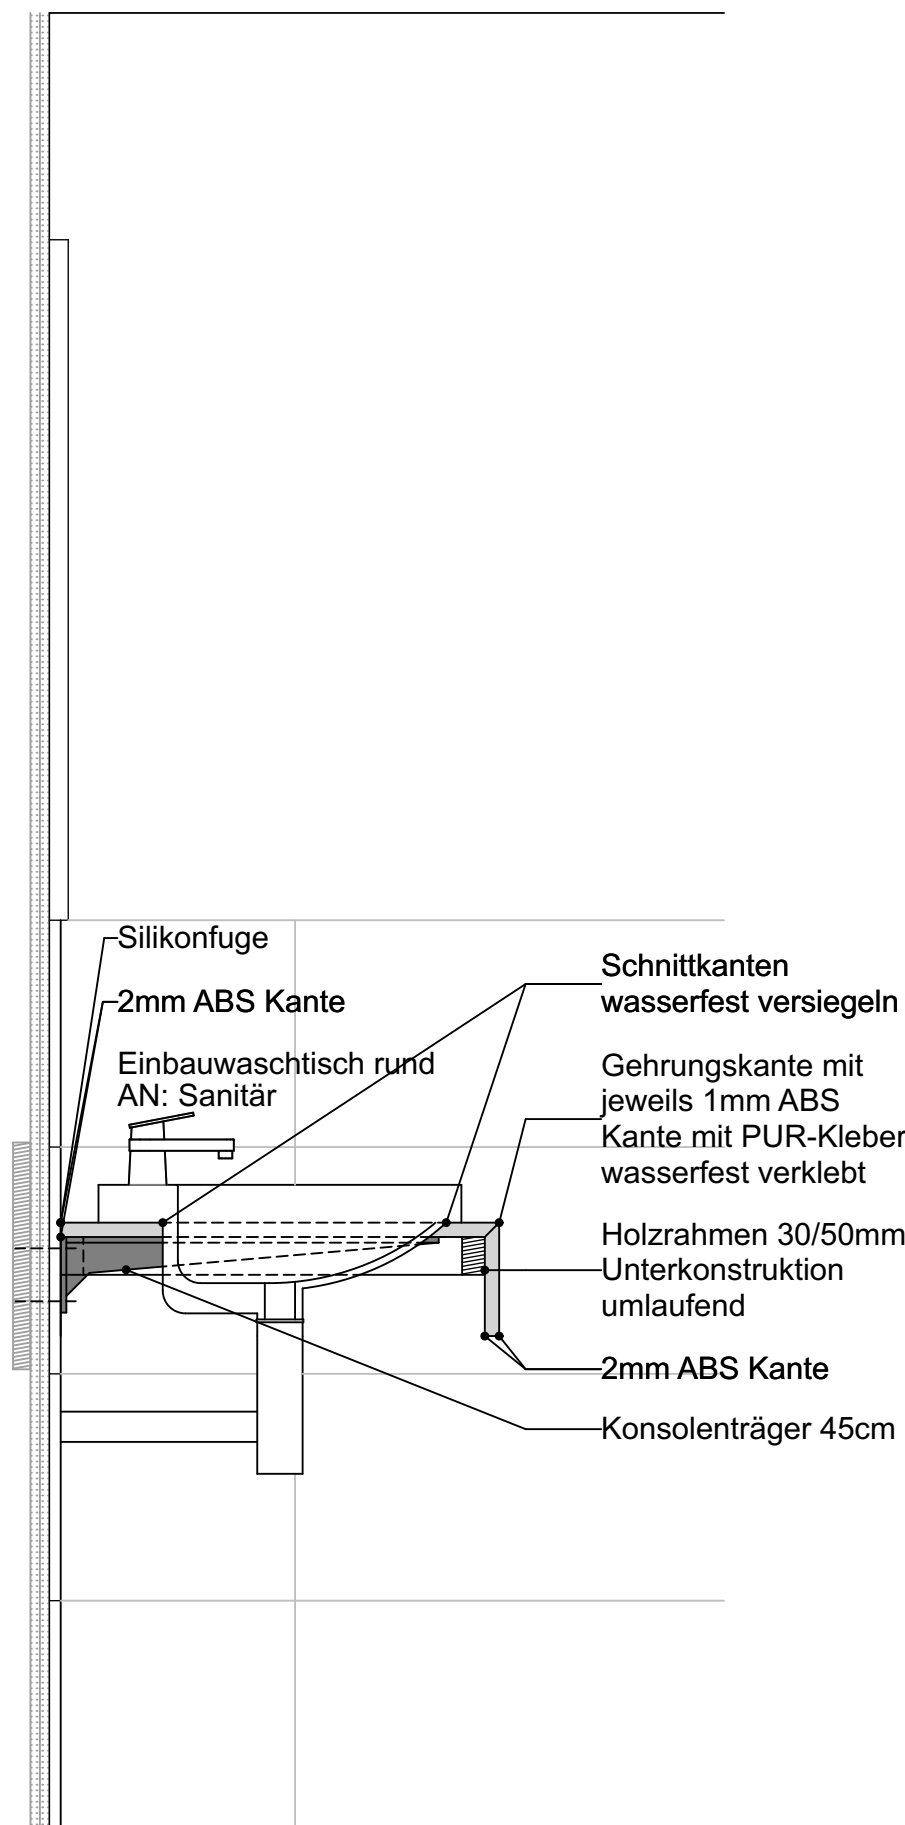 Silikonfuge
2mm ABS Kante
Einbauwaschtisch rund
AN: Sanitär
Schnittkanten
wasserfest versiegeln
Gehrungskante mit
jeweils 1mm ABS
Kante mit PUR-Kleber
wasserfest verklebt
Holzrahmen 30/50mm
Unterkonstruktion
umlaufend
2mm ABS Kante
Konsolenträger 45cm